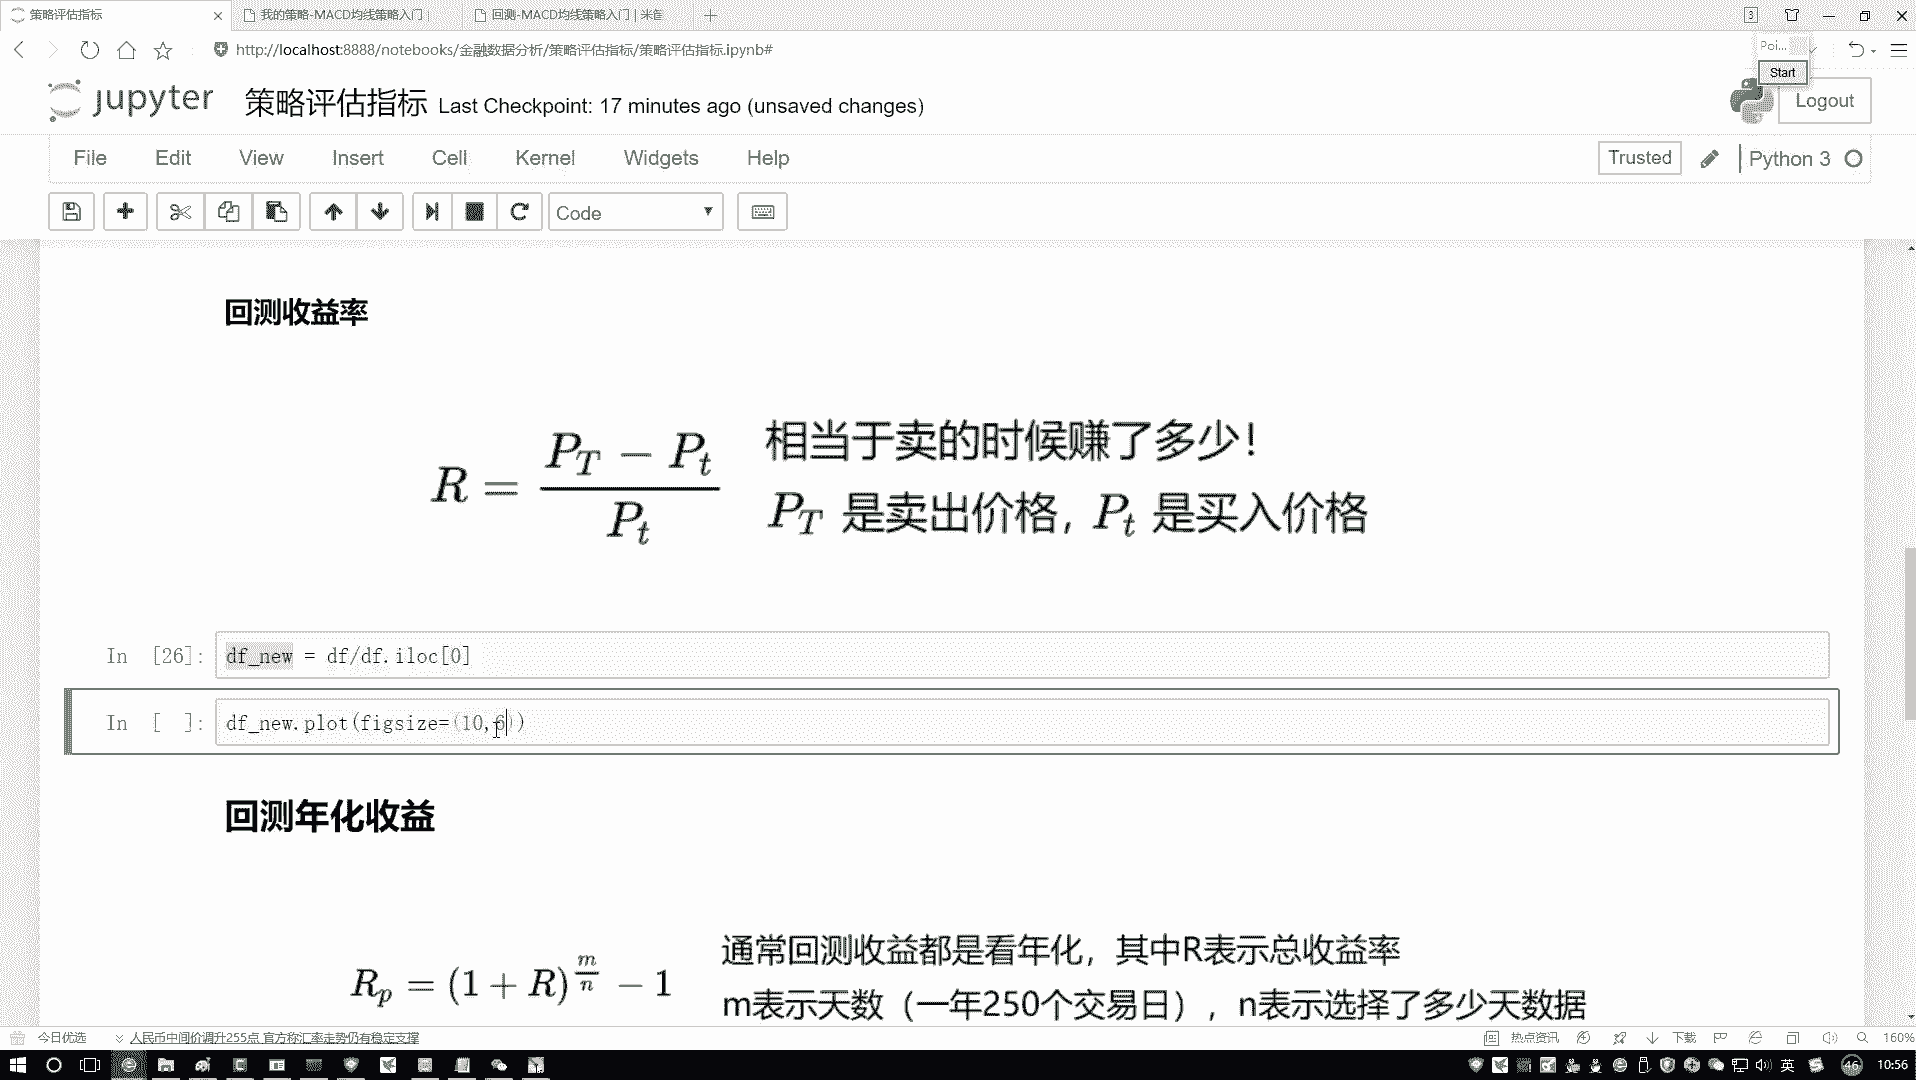 策略评估指标
我的策略-MACD均线策略入门
回测-MACD均线策略入门 | 米筐
3
http://localhost:8888/notebooks/金融数据分析/策略评估指标/策略评估指标.ipynb#
Poi...
Start
jupyter 策略评估指标 Last Checkpoint: 17 minutes ago (unsaved changes)
Logout
File Edit View Insert Cell Kernel Widgets Help
Trusted Python 3
Code
回测收益率
R = (P_T − P_t) / P_t
相当于卖的时候赚了多少！
P_T 是卖出价格, P_t 是买入价格
In [26]: df_new = df/df.iloc[0]
In [ ]: df_new.plot(figsize=(10,6))
回测年化收益
通常回测收益都是看年化，其中R表示总收益率
R_p = (1 + R)^{m/n} − 1
m表示天数（一年250个交易日）, n表示选择了多少天数据
今日优选 人民币中间价调升255点 官方称汇率走势仍有稳定支撑 热点资讯 下载 160%
英 46 10:56